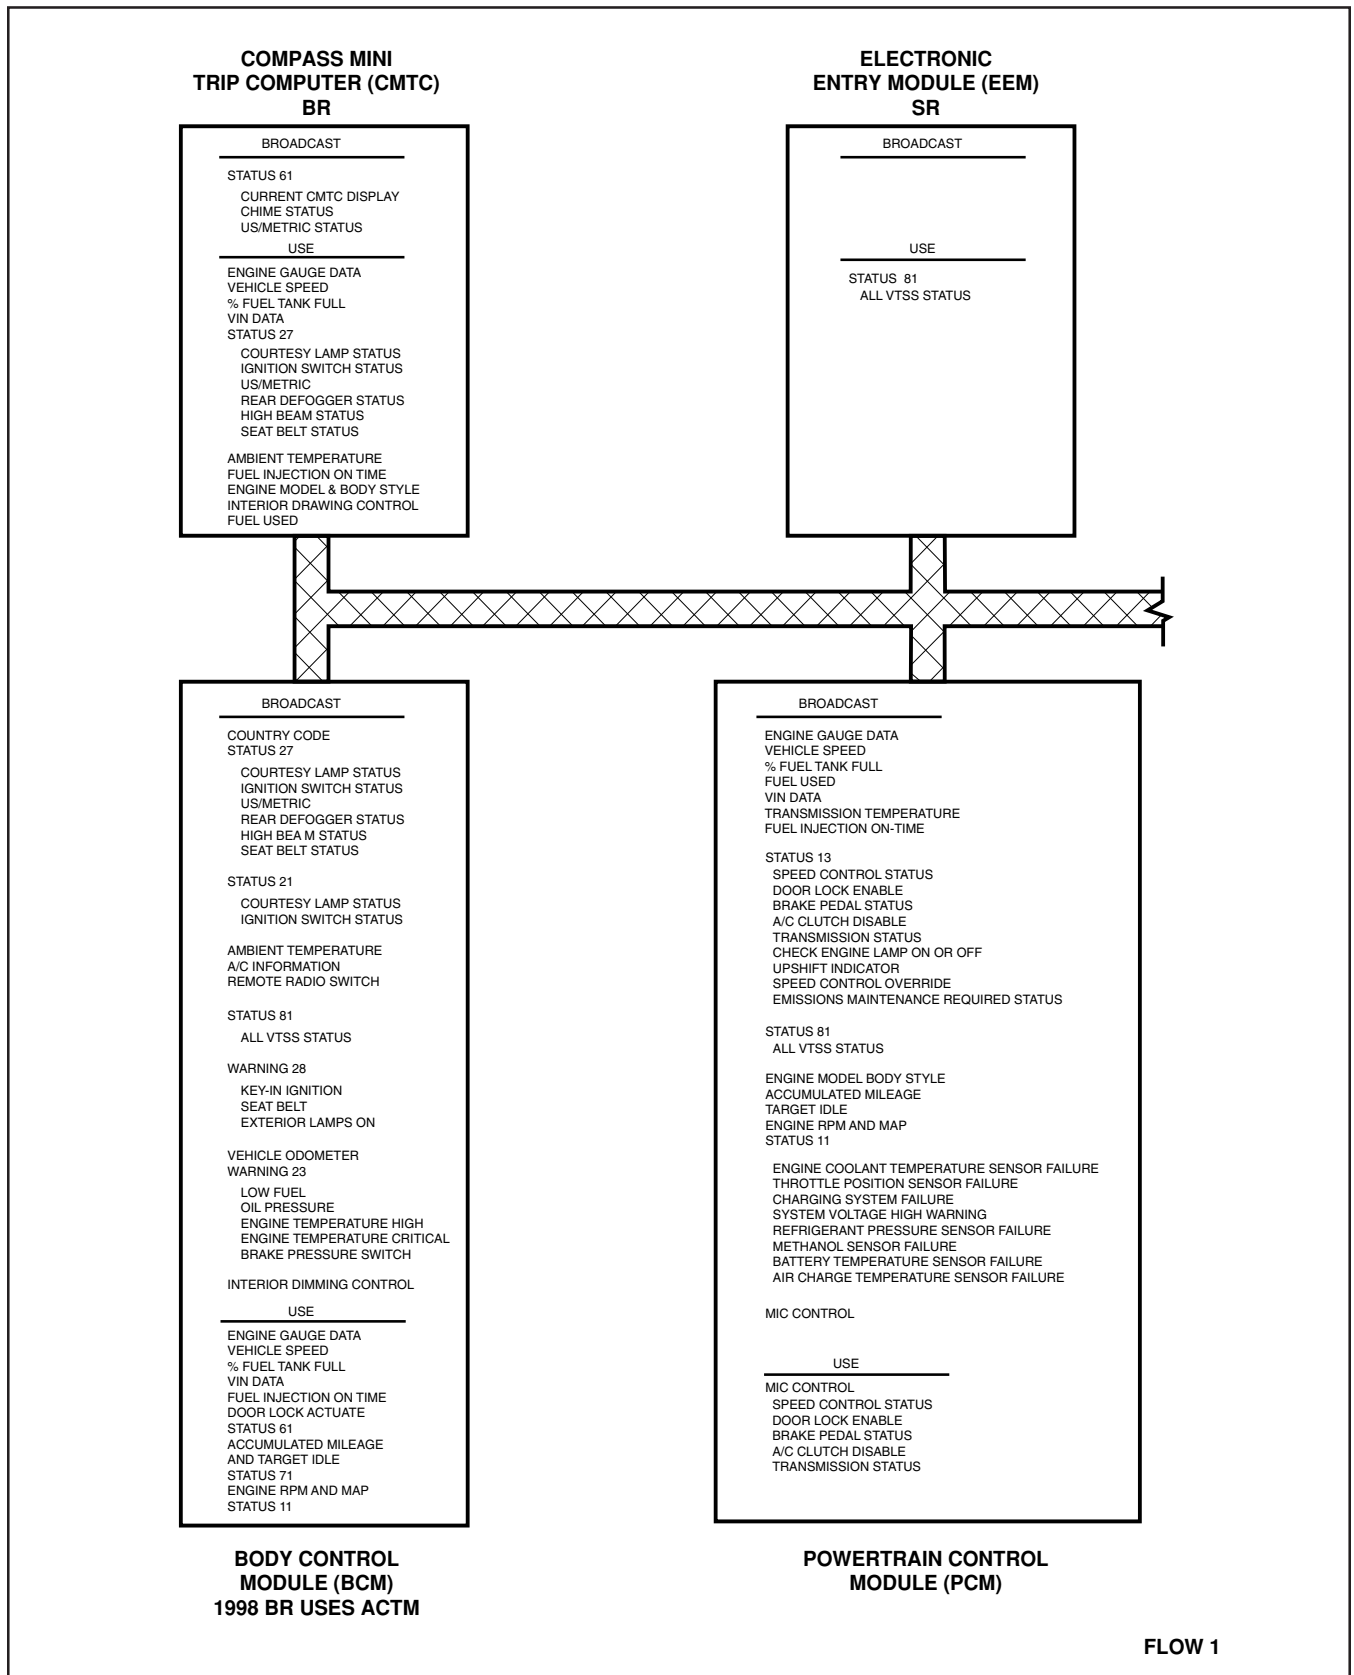 COMPASS MINI
TRIP COMPUTER (CMTC)
BR
BROADCAST
STATUS 61
CURRENT CMTC DISPLAY
CHIME STATUS
US/METRIC STATUS
USE
ENGINE GAUGE DATA
VEHICLE SPEED
% FUEL TANK FULL
VIN DATA
STATUS 27
COURTESY LAMP STATUS
IGNITION SWITCH STATUS
US/METRIC
REAR DEFOGGER STATUS
HIGH BEAM STATUS
SEAT BELT STATUS
AMBIENT TEMPERATURE
FUEL INJECTION ON TIME
ENGINE MODEL & BODY STYLE
INTERIOR DRAWING CONTROL
FUEL USED
ELECTRONIC
ENTRY MODULE (EEM)
SR
BROADCAST
USE
STATUS 81
ALL VTSS STATUS
BROADCAST
COUNTRY CODE
STATUS 27
COURTESY LAMP STATUS
IGNITION SWITCH STATUS
US/METRIC
REAR DEFOGGER STATUS
HIGH BEA M STATUS
SEAT BELT STATUS
STATUS 21
COURTESY LAMP STATUS
IGNITION SWITCH STATUS
AMBIENT TEMPERATURE
A/C INFORMATION
REMOTE RADIO SWITCH
STATUS 81
ALL VTSS STATUS
WARNING 28
KEY-IN IGNITION
SEAT BELT
EXTERIOR LAMPS ON
VEHICLE ODOMETER
WARNING 23
LOW FUEL
OIL PRESSURE
ENGINE TEMPERATURE HIGH
ENGINE TEMPERATURE CRITICAL
BRAKE PRESSURE SWITCH
INTERIOR DIMMING CONTROL
USE
ENGINE GAUGE DATA
VEHICLE SPEED
% FUEL TANK FULL
VIN DATA
FUEL INJECTION ON TIME
DOOR LOCK ACTUATE
STATUS 61
ACCUMULATED MILEAGE
AND TARGET IDLE
STATUS 71
ENGINE RPM AND MAP
STATUS 11
BODY CONTROL
MODULE (BCM)
1998 BR USES ACTM
BROADCAST
ENGINE GAUGE DATA
VEHICLE SPEED
% FUEL TANK FULL
FUEL USED
VIN DATA
TRANSMISSION TEMPERATURE
FUEL INJECTION ON-TIME
STATUS 13
SPEED CONTROL STATUS
DOOR LOCK ENABLE
BRAKE PEDAL STATUS
A/C CLUTCH DISABLE
TRANSMISSION STATUS
CHECK ENGINE LAMP ON OR OFF
UPSHIFT INDICATOR
SPEED CONTROL OVERRIDE
EMISSIONS MAINTENANCE REQUIRED STATUS
STATUS 81
ALL VTSS STATUS
ENGINE MODEL BODY STYLE
ACCUMULATED MILEAGE
TARGET IDLE
ENGINE RPM AND MAP
STATUS 11
ENGINE COOLANT TEMPERATURE SENSOR FAILURE
THROTTLE POSITION SENSOR FAILURE
CHARGING SYSTEM FAILURE
SYSTEM VOLTAGE HIGH WARNING
REFRIGERANT PRESSURE SENSOR FAILURE
METHANOL SENSOR FAILURE
BATTERY TEMPERATURE SENSOR FAILURE
AIR CHARGE TEMPERATURE SENSOR FAILURE
MIC CONTROL
USE
MIC CONTROL
SPEED CONTROL STATUS
DOOR LOCK ENABLE
BRAKE PEDAL STATUS
A/C CLUTCH DISABLE
TRANSMISSION STATUS
POWERTRAIN CONTROL
MODULE (PCM)
FLOW 1